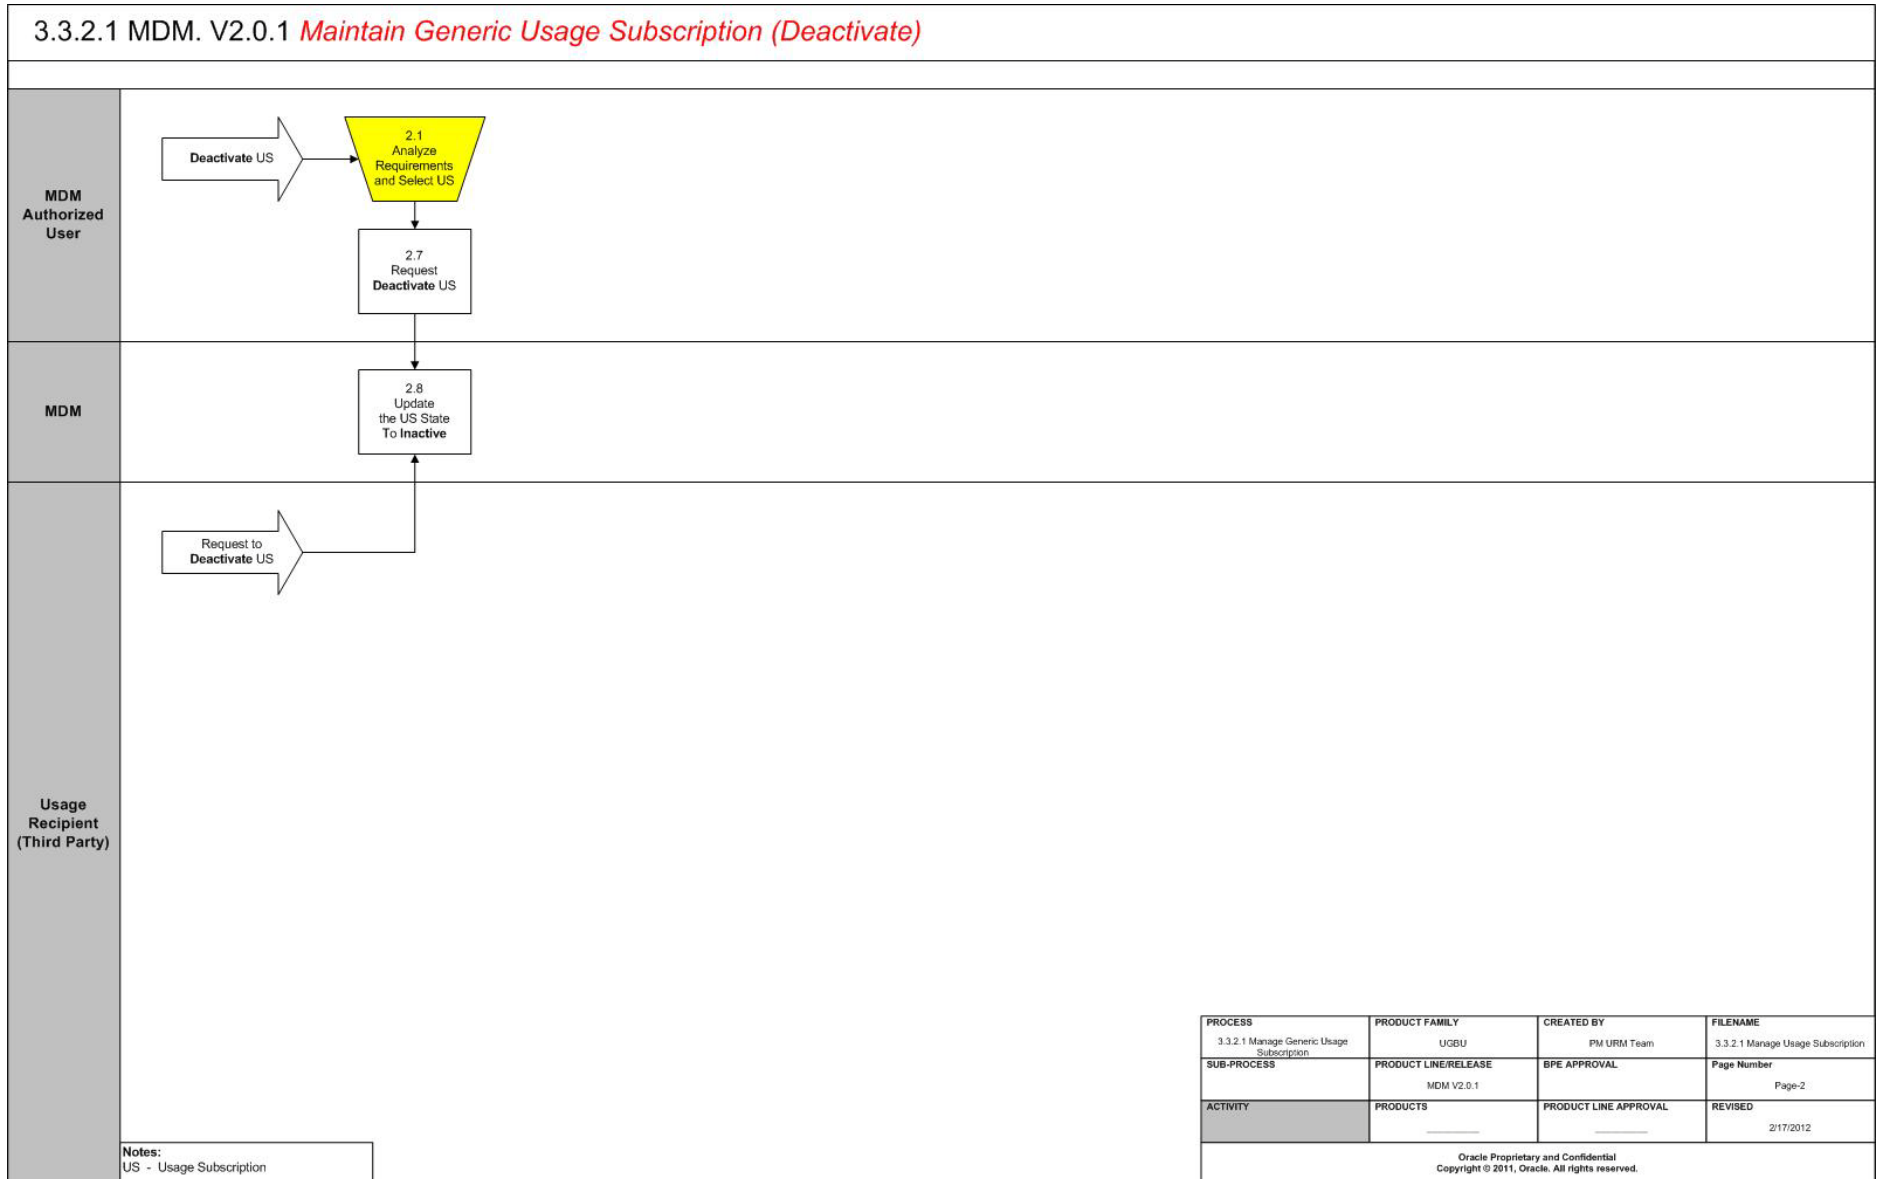 3.3.2.1 MDM. V2.0.1 Maintain Generic Usage Subscription (Deactivate)
MDM
Authorized
User
Deactivate US
2.1
Analyze
Requirements
and Select US
2.7
Request
Deactivate US
MDM
2.8
Update
the US State
To Inactive
Usage
Recipient
(Third Party)
Request to
Deactivate US
Notes:
US - Usage Subscription
PROCESS
3.3.2.1 Manage Generic Usage
Subscription
PRODUCT FAMILY
UGBU
CREATED BY
PM URM Team
FILENAME
3.3.2.1 Manage Usage Subscription
SUB-PROCESS
PRODUCT LINE/RELEASE
MDM V2.0.1
BPE APPROVAL
Page Number
Page-2
ACTIVITY
PRODUCTS
PRODUCT LINE APPROVAL
REVISED
2/17/2012
Oracle Proprietary and Confidential
Copyright © 2011, Oracle. All rights reserved.